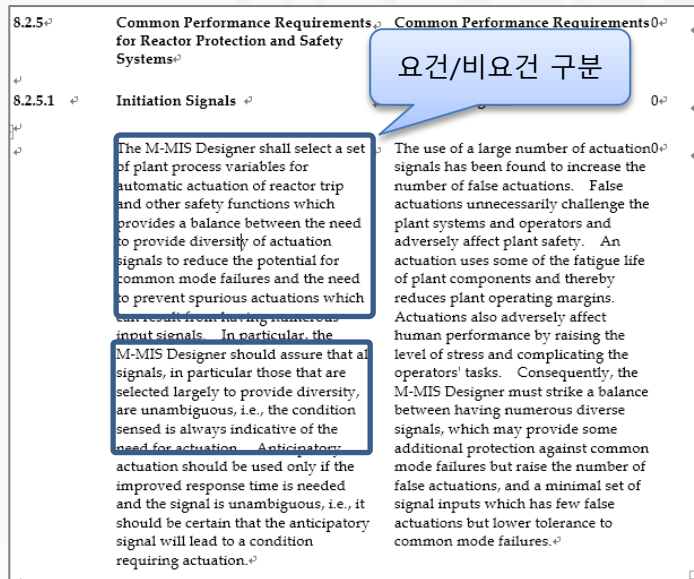 8.2.5 Common Performance Requirements Common Performance Requirements0
for Reactor Protection and Safety
Systems
요건/비요건 구분
8.2.5.1 Initiation Signals 0
The M-MIS Designer shall select a set
of plant process variables for
automatic actuation of reactor trip
and other safety functions which
provides a balance between the need
to provide diversity of actuation
signals to reduce the potential for
common mode failures and the need
to prevent spurious actuations which
can result from having numerous
input signals. In particular, the
M-MIS Designer should assure that al
signals, in particular those that are
selected largely to provide diversity,
are unambiguous, i.e., the condition
sensed is always indicative of the
need for actuation. Anticipatory
actuation should be used only if the
improved response time is needed
and the signal is unambiguous, i.e., it
should be certain that the anticipatory
signal will lead to a condition
requiring actuation.
The use of a large number of actuation0
signals has been found to increase the
number of false actuations. False
actuations unnecessarily challenge the
plant systems and operators and
adversely affect plant safety. An
actuation uses some of the fatigue life
of plant components and thereby
reduces plant operating margins.
Actuations also adversely affect
human performance by raising the
level of stress and complicating the
operators' tasks. Consequently, the
M-MIS Designer must strike a balance
between having numerous diverse
signals, which may provide some
additional protection against common
mode failures but raise the number of
false actuations, and a minimal set of
signal inputs which has few false
actuations but lower tolerance to
common mode failures.